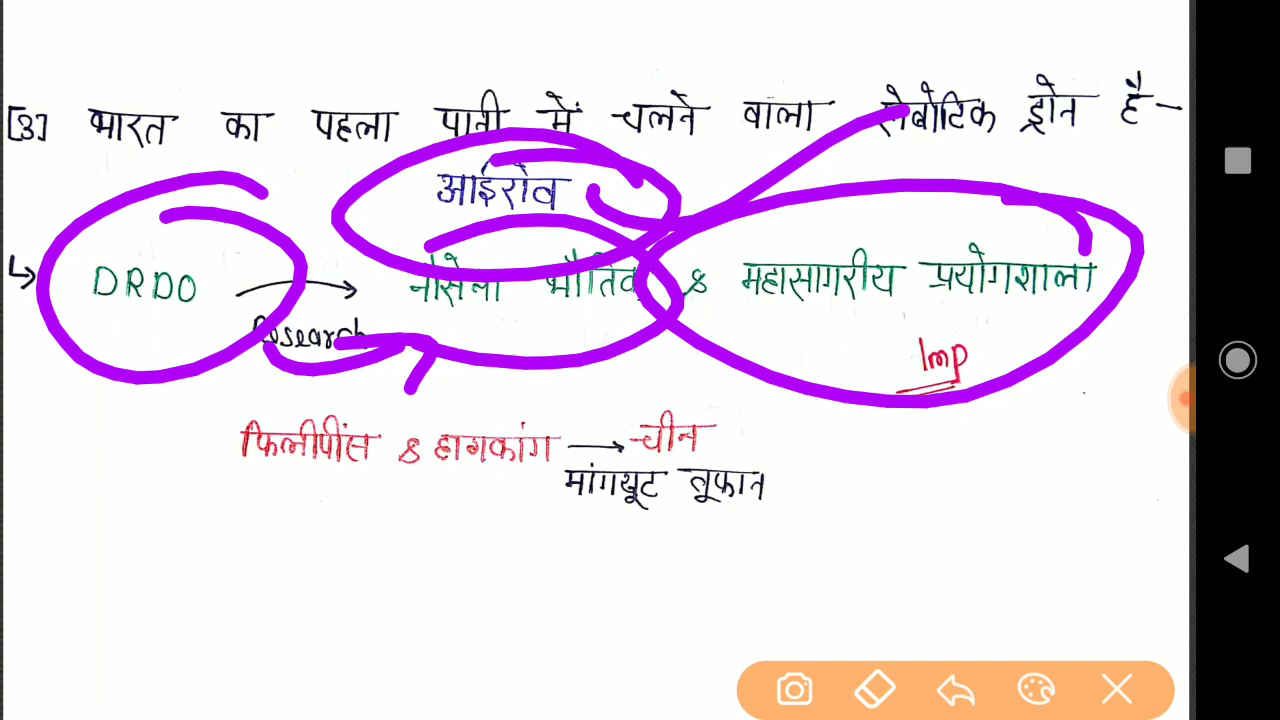 [3] भारत का पहला पानी में चलने वाला रोबोटिक ड्रोन है-
आईरोव
↳ DRDO → नौसेना भौतिक & महासागरीय प्रयोगशाला
Research
Imp
फिलीपींस & हागकांग → चीन
मांगखूट तूफान